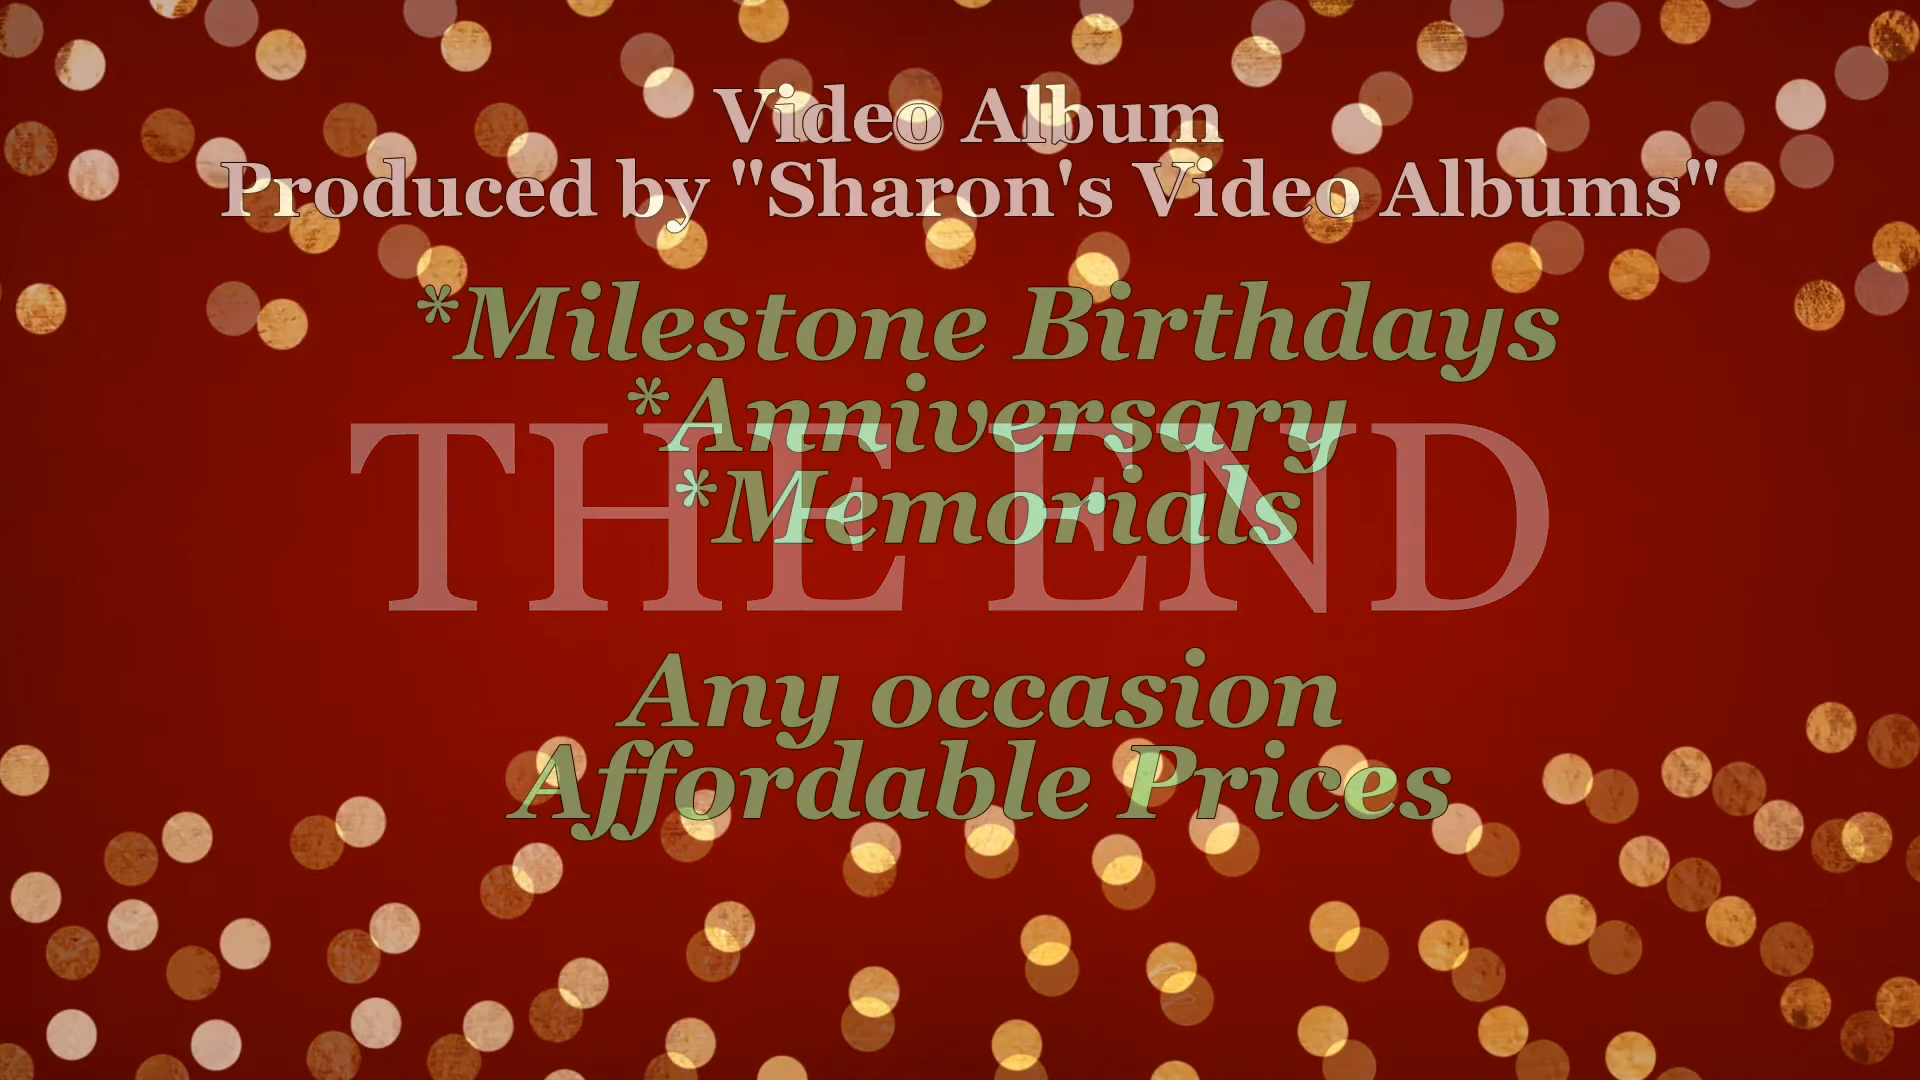 Video Album
Produced by "Sharon's Video Albums"
*Milestone Birthdays
*Anniversary
*Memorials
THE END
Any occasion
Affordable Prices